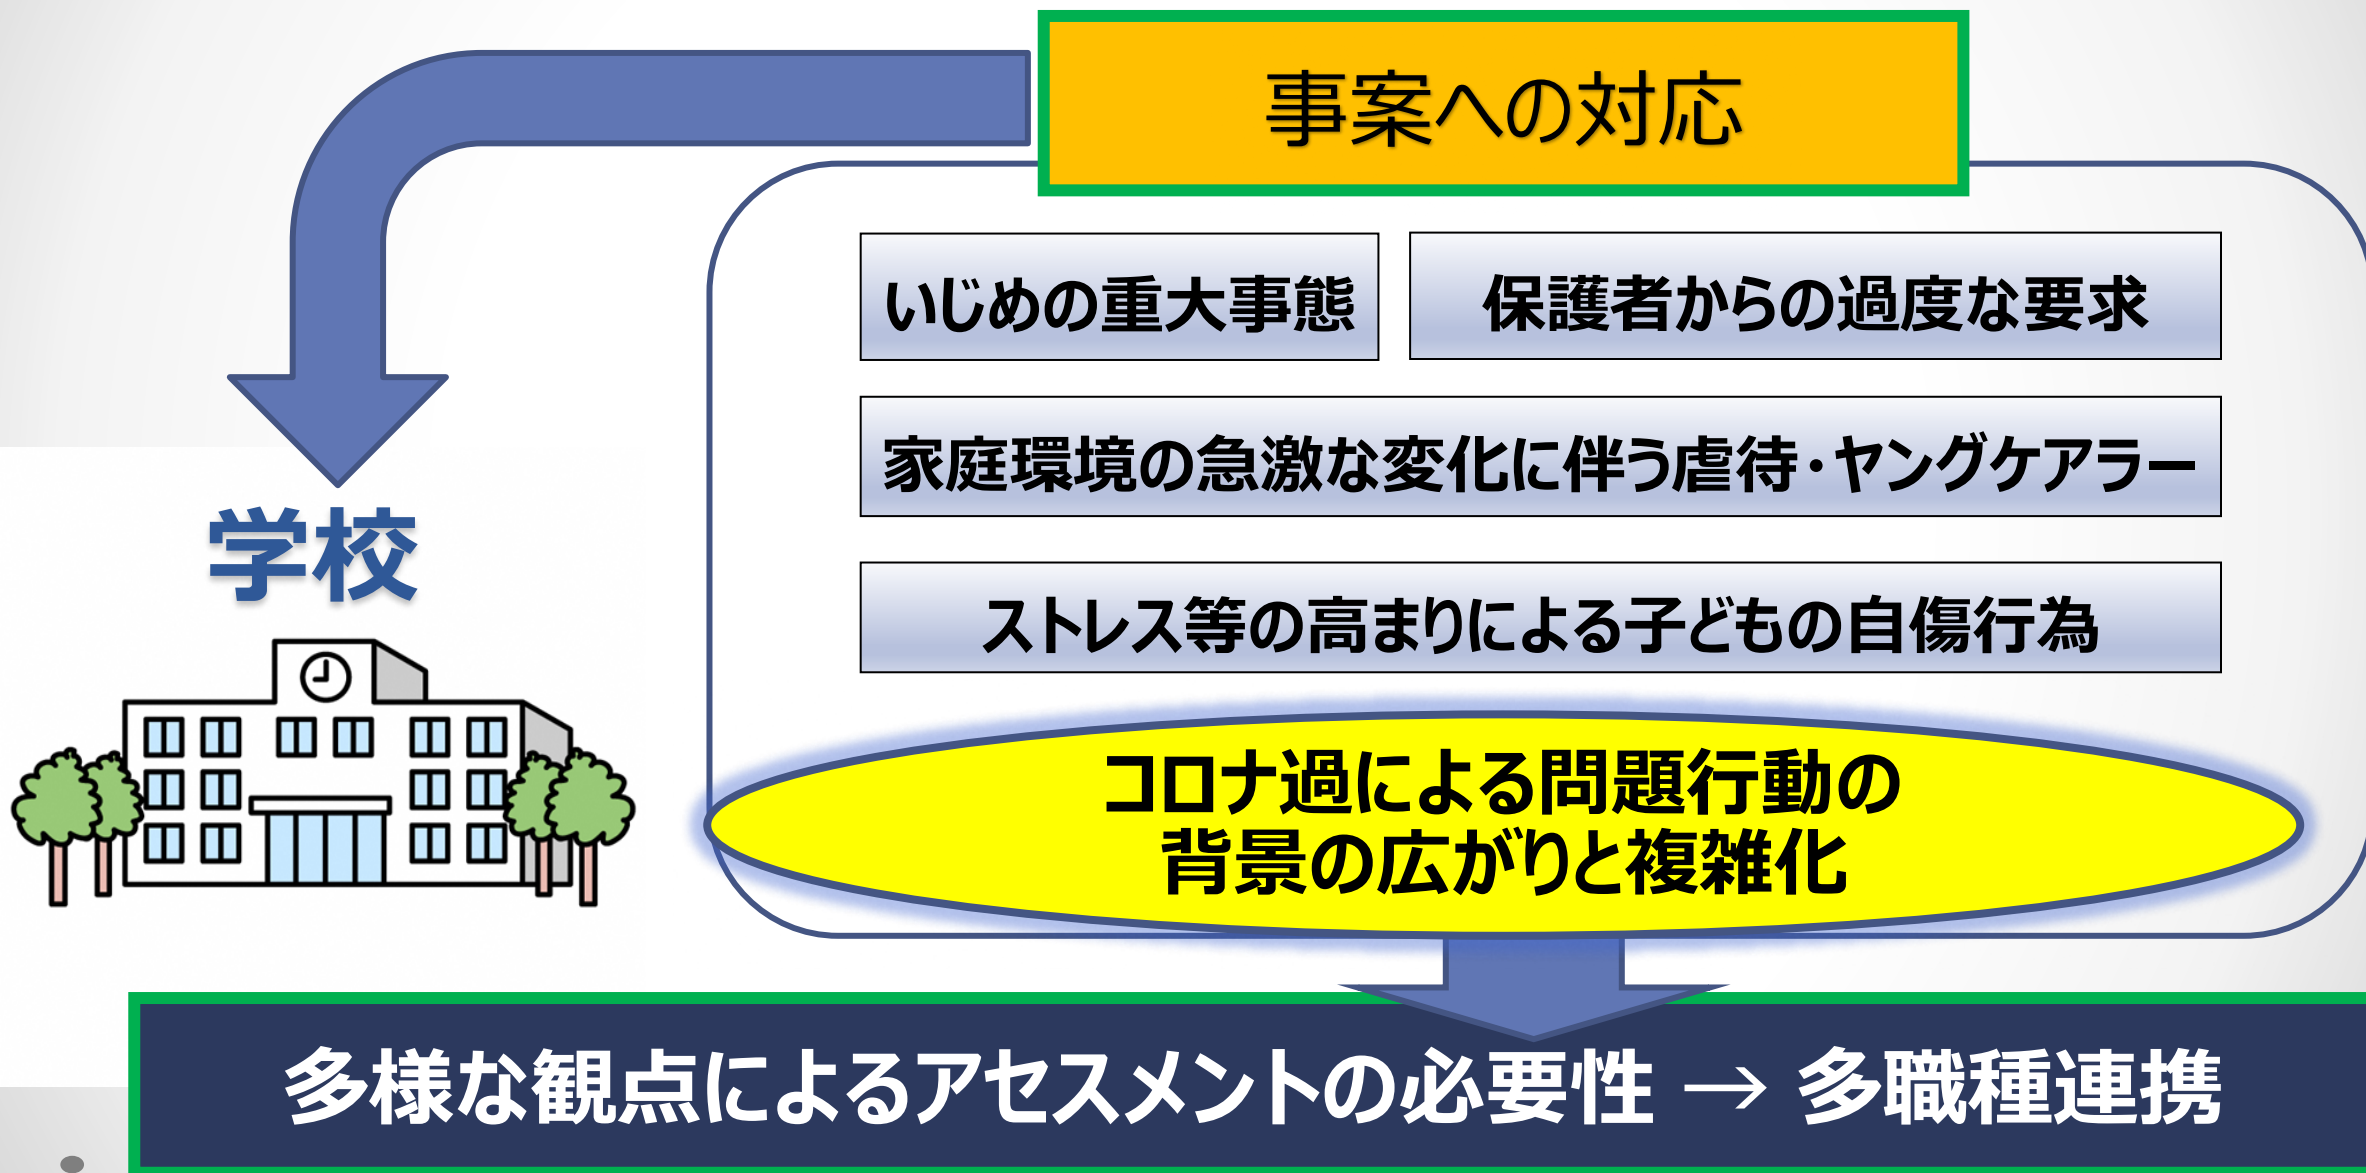 事案への対応
いじめの重大事態
保護者からの過度な要求
家庭環境の急激な変化に伴う虐待・ヤングケアラー
ストレス等の高まりによる子どもの自傷行為
学校
コロナ過による問題行動の
背景の広がりと複雑化
多様な観点によるアセスメントの必要性 → 多職種連携